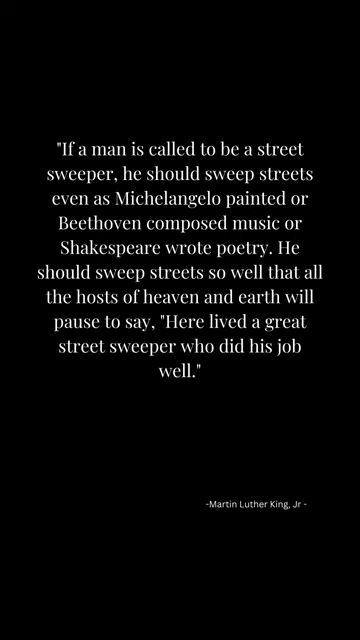 "If a man is called to be a street
sweeper, he should sweep streets
even as Michelangelo painted or
Beethoven composed music or
Shakespeare wrote poetry. He
should sweep streets so well that all
the hosts of heaven and earth will
pause to say, "Here lived a great
street sweeper who did his job
well."
-Martin Luther King, Jr -